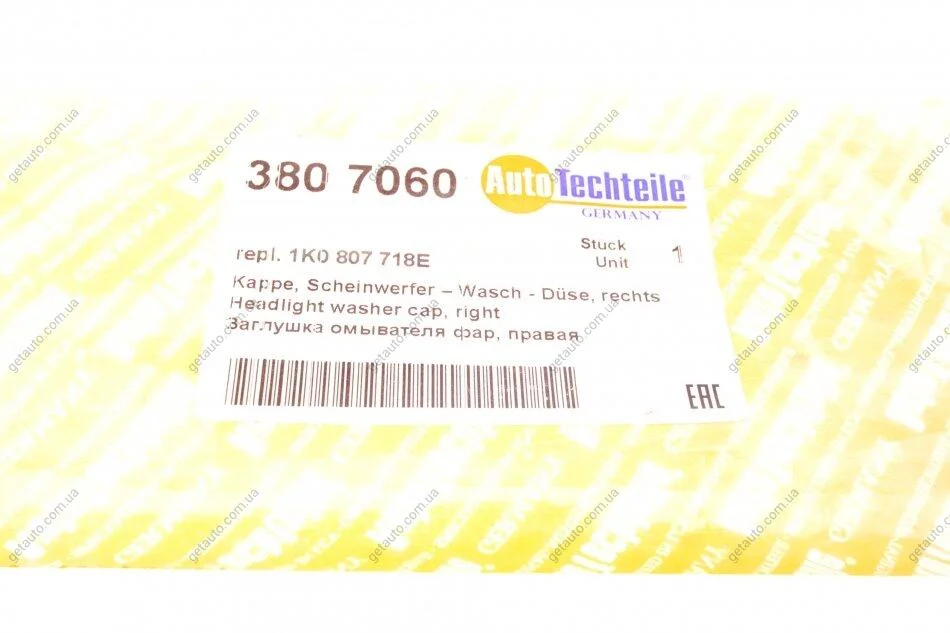 380 7060
AutoTechteile®
GERMANY
repl. 1K0 807 718E
Stuck
Unit
1
Kappe, Scheinwerfer – Wasch - Düse, rechts
Headlight washer cap, right
Заглушка омывателя фар, правая
EAC
getauto.com.ua